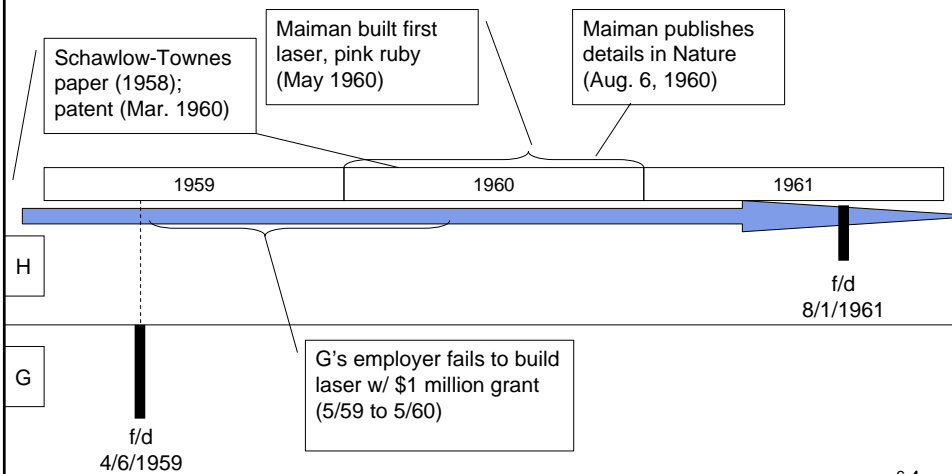 Schawlow-Townes
paper (1958);
patent (Mar. 1960)
Maiman built first
laser, pink ruby
(May 1960)
Maiman publishes
details in Nature
(Aug. 6, 1960)
1959
1960
1961
H
f/d
8/1/1961
G
f/d
4/6/1959
G's employer fails to build
laser w/ $1 million grant
(5/59 to 5/60)